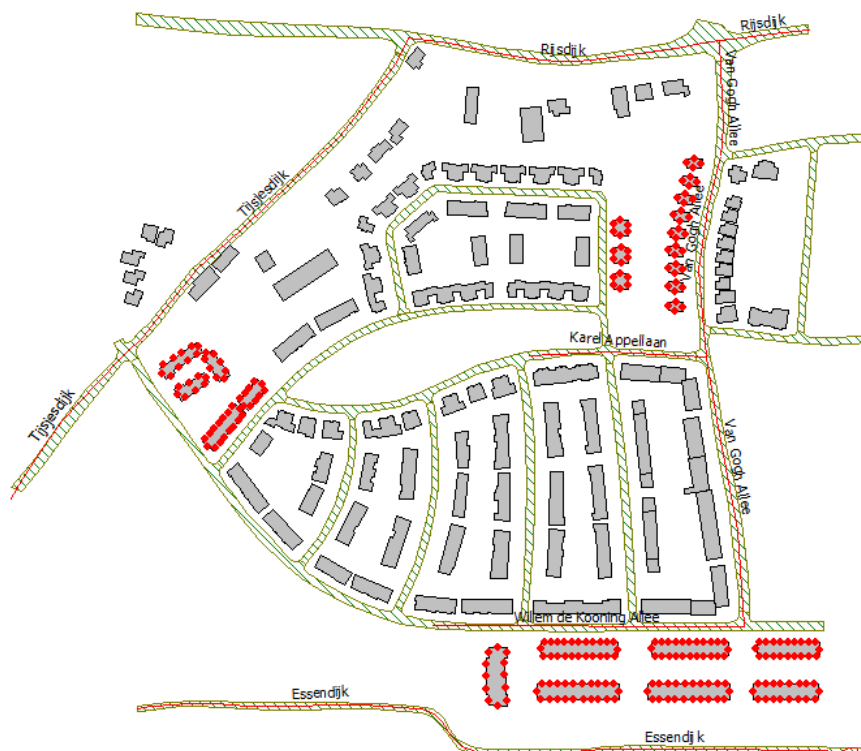 Rijsdijk
Rijsdijk
Van Gogh Allee
Tijsjesdijk
Van Gogh Allee
Karel Appellaan
Tijsjesdijk
Van Gogh Allee
Willem de Kooning Allee
Essendijk
Essendijk